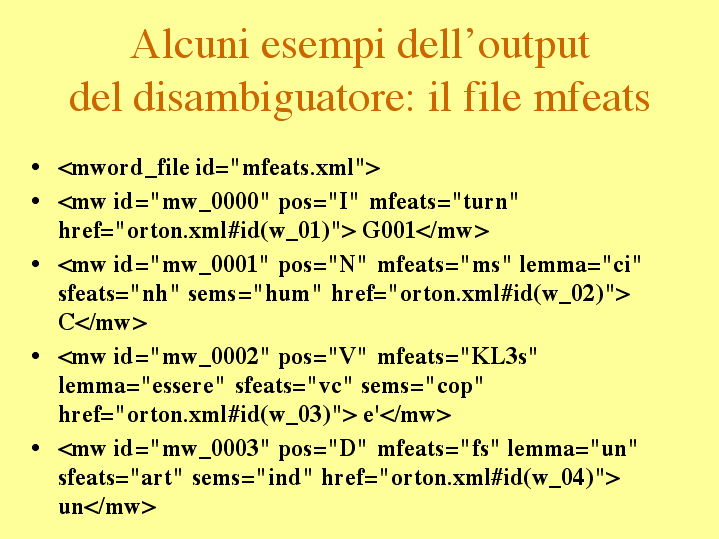 Alcuni esempi dell’output
del disambiguatore: il file mfeats
• <mword_file id="mfeats.xml">
• <mw id="mw_0000" pos="I" mfeats="turn"
href="orton.xml#id(w_01)"> G001</mw>
• <mw id="mw_0001" pos="N" mfeats="ms" lemma="ci"
sfeats="nh" sems="hum" href="orton.xml#id(w_02)">
C</mw>
• <mw id="mw_0002" pos="V" mfeats="KL3s"
lemma="essere" sfeats="vc" sems="cop"
href="orton.xml#id(w_03)"> e'</mw>
• <mw id="mw_0003" pos="D" mfeats="fs" lemma="un"
sfeats="art" sems="ind" href="orton.xml#id(w_04)">
un</mw>